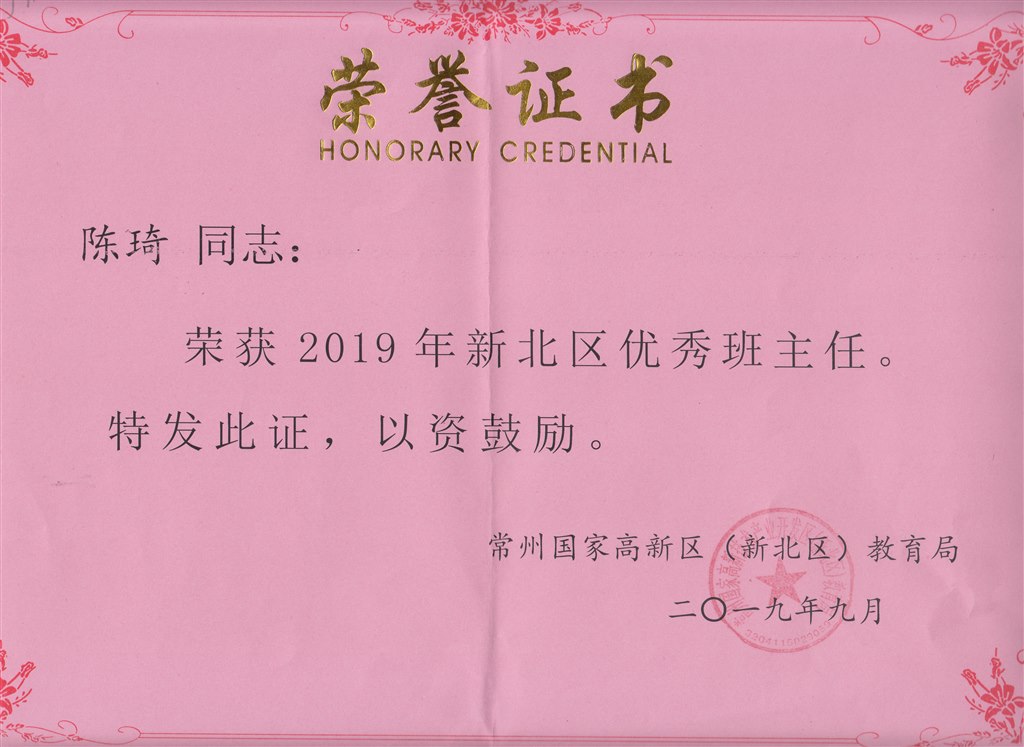 荣誉证书
HONORARY CREDENTIAL
陈琦 同志：
荣获 2019 年新北区优秀班主任。
特发此证，以资鼓励。
常州国家高新区（新北区）教育局
二〇一九年九月